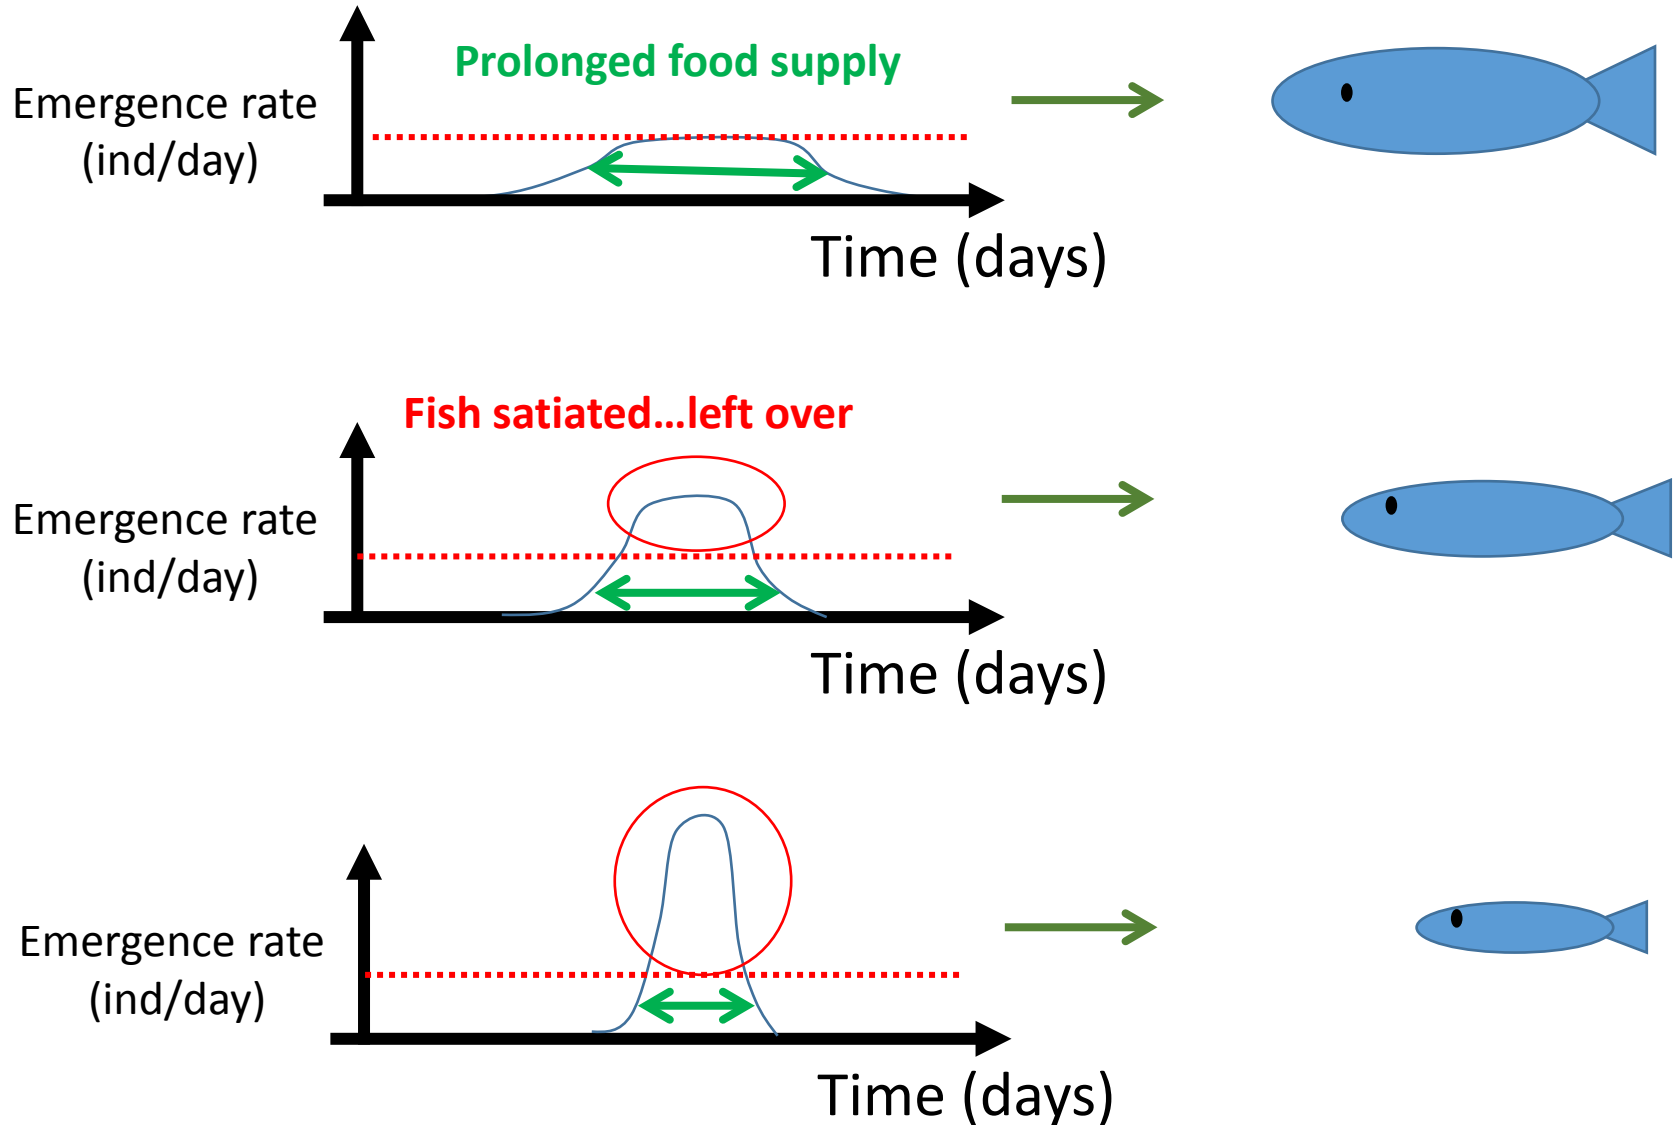 Prolonged food supply
Emergence rate
(ind/day)
Time (days)
Fish satiated...left over
Emergence rate
(ind/day)
Time (days)
Emergence rate
(ind/day)
Time (days)